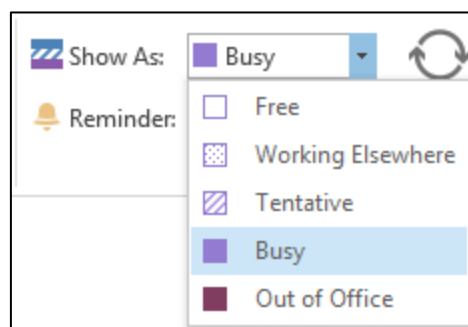 Show As: Busy
Reminder:
Free
Working Elsewhere
Tentative
Busy
Out of Office